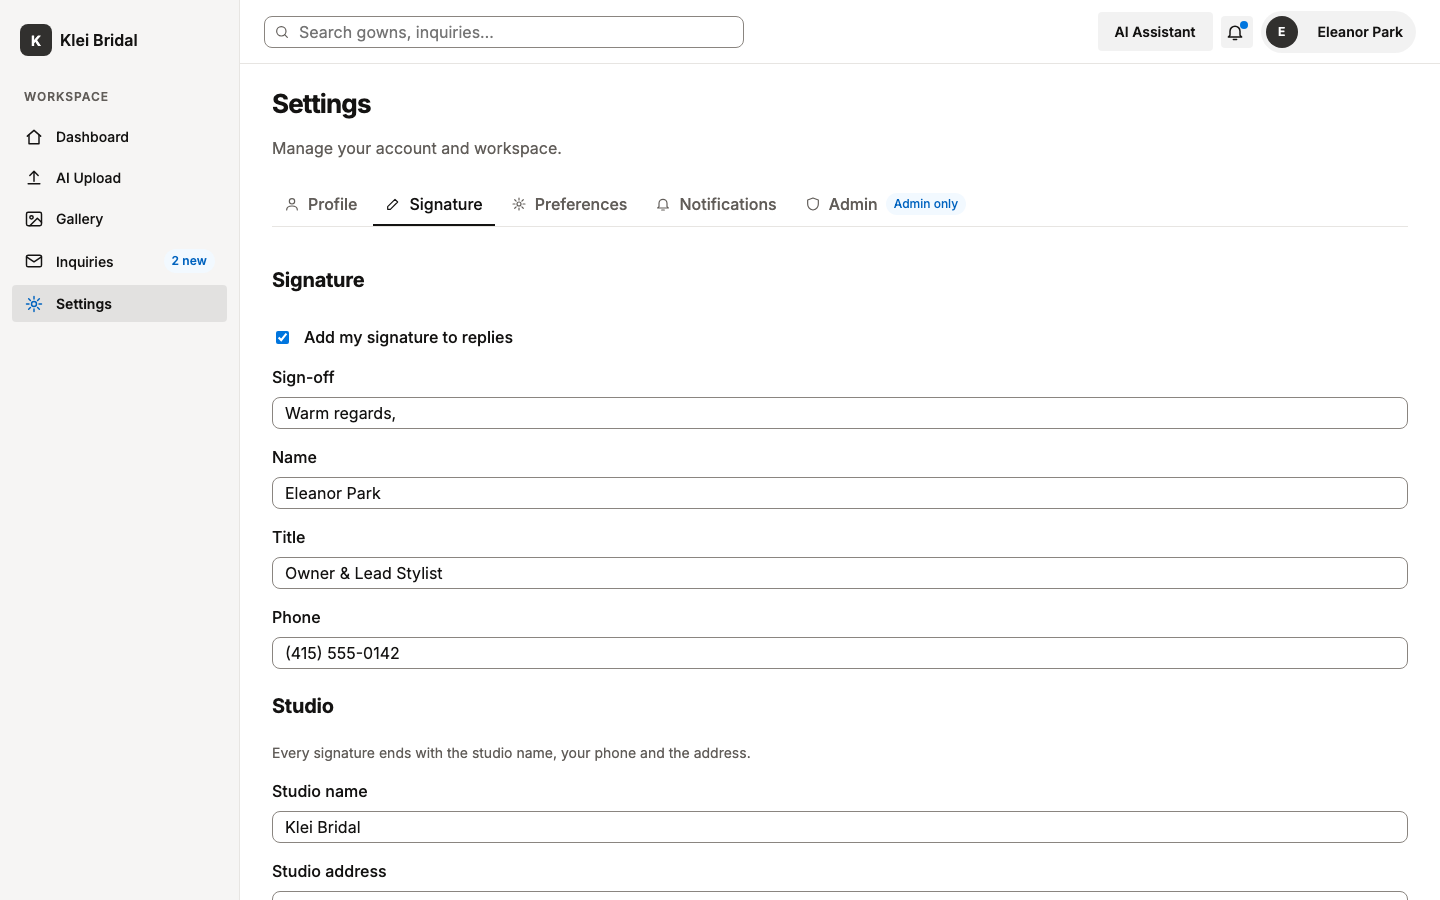 K Klei Bridal
WORKSPACE
Dashboard
AI Upload
Gallery
Inquiries 2 new
Settings
Search gowns, inquiries...
AI Assistant
E Eleanor Park
Settings
Manage your account and workspace.
Profile Signature Preferences Notifications Admin Admin only
Signature
Add my signature to replies
Sign-off
Warm regards,
Name
Eleanor Park
Title
Owner & Lead Stylist
Phone
(415) 555-0142
Studio
Every signature ends with the studio name, your phone and the address.
Studio name
Klei Bridal
Studio address